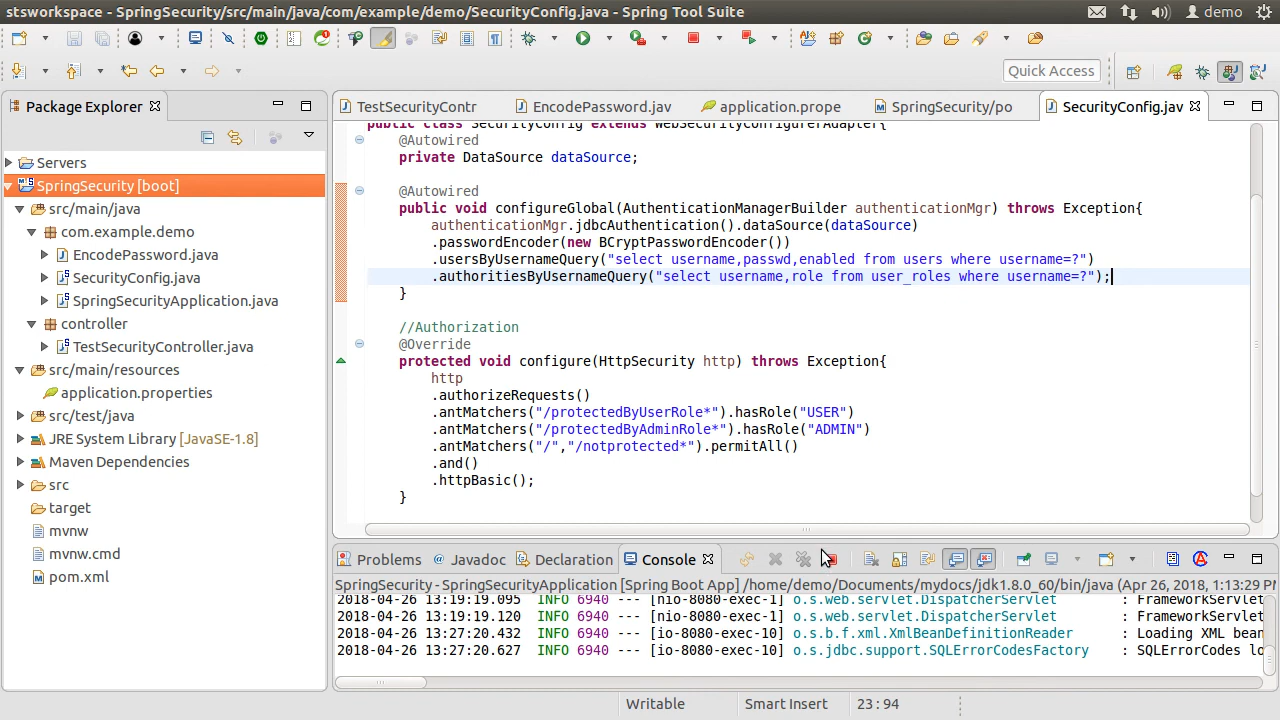 stsworkspace - SpringSecurity/src/main/java/com/example/demo/SecurityConfig.java - Spring Tool Suite
demo
Quick Access
Package Explorer
TestSecurityContr
EncodePassword.jav
application.prope
SpringSecurity/po
SecurityConfig.jav
Servers
SpringSecurity [boot]
src/main/java
com.example.demo
EncodePassword.java
SecurityConfig.java
SpringSecurityApplication.java
controller
TestSecurityController.java
src/main/resources
application.properties
src/test/java
JRE System Library [JavaSE-1.8]
Maven Dependencies
src
target
mvnw
mvnw.cmd
pom.xml
public class SecurityConfig extends WebSecurityConfigurerAdapter{
@Autowired
private DataSource dataSource;
@Autowired
public void configureGlobal(AuthenticationManagerBuilder authenticationMgr) throws Exception{
authenticationMgr.jdbcAuthentication().dataSource(dataSource)
.passwordEncoder(new BCryptPasswordEncoder())
.usersByUsernameQuery("select username,passwd,enabled from users where username=?")
.authoritiesByUsernameQuery("select username,role from user_roles where username=?");
}
//Authorization
@Override
protected void configure(HttpSecurity http) throws Exception{
http
.authorizeRequests()
.antMatchers("/protectedByUserRole*").hasRole("USER")
.antMatchers("/protectedByAdminRole*").hasRole("ADMIN")
.antMatchers("/","/notprotected*").permitAll()
.and()
.httpBasic();
}
Problems
@ Javadoc
Declaration
Console
SpringSecurity - SpringSecurityApplication [Spring Boot App] /home/demo/Documents/mydocs/jdk1.8.0_60/bin/java (Apr 26, 2018, 1:13:29 PM
2018-04-26 13:19:19.095 INFO 6940 --- [nio-8080-exec-1] o.s.web.servlet.DispatcherServlet : FrameworkServlet
2018-04-26 13:19:19.120 INFO 6940 --- [nio-8080-exec-1] o.s.web.servlet.DispatcherServlet : FrameworkServlet
2018-04-26 13:27:20.432 INFO 6940 --- [io-8080-exec-10] o.s.b.f.xml.XmlBeanDefinitionReader : Loading XML bean
2018-04-26 13:27:20.627 INFO 6940 --- [io-8080-exec-10] o.s.jdbc.support.SQLErrorCodesFactory : SQLErrorCodes lo
Writable
Smart Insert
23 : 94